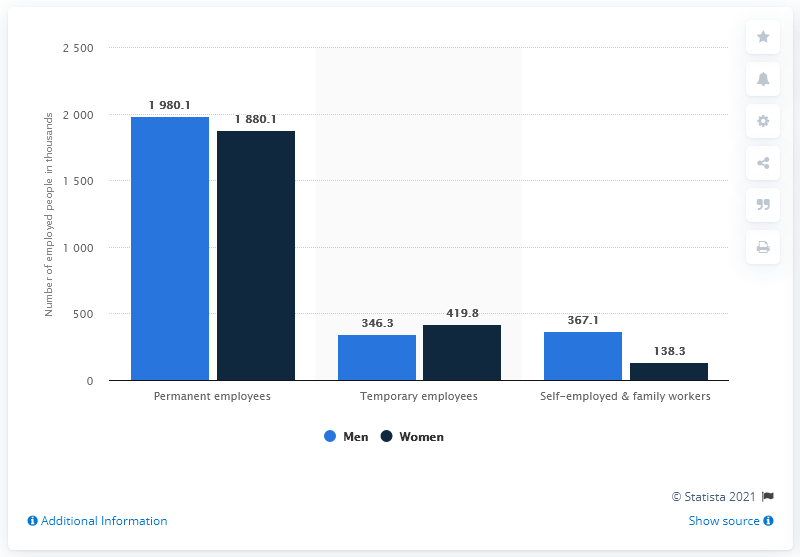 2 500
2 000
1 500
1 000
500
0
Number of employed people in thousands
1 980.1
1 880.1
346.3
419.8
367.1
138.3
Permanent employees
Temporary employees
Self-employed & family workers
Men
Women
© Statista 2021
Additional Information
Show source